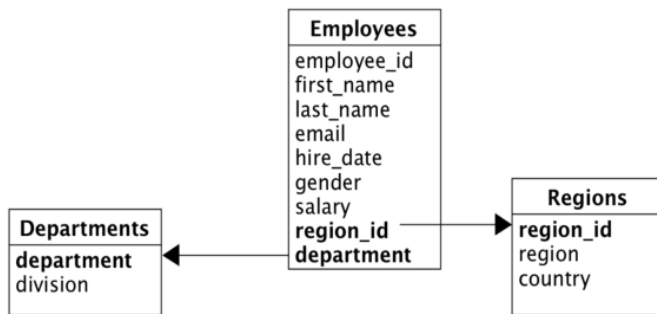 Employees
employee_id
first_name
last_name
email
hire_date
gender
salary
region_id
department
Departments
department
division
Regions
region_id
region
country